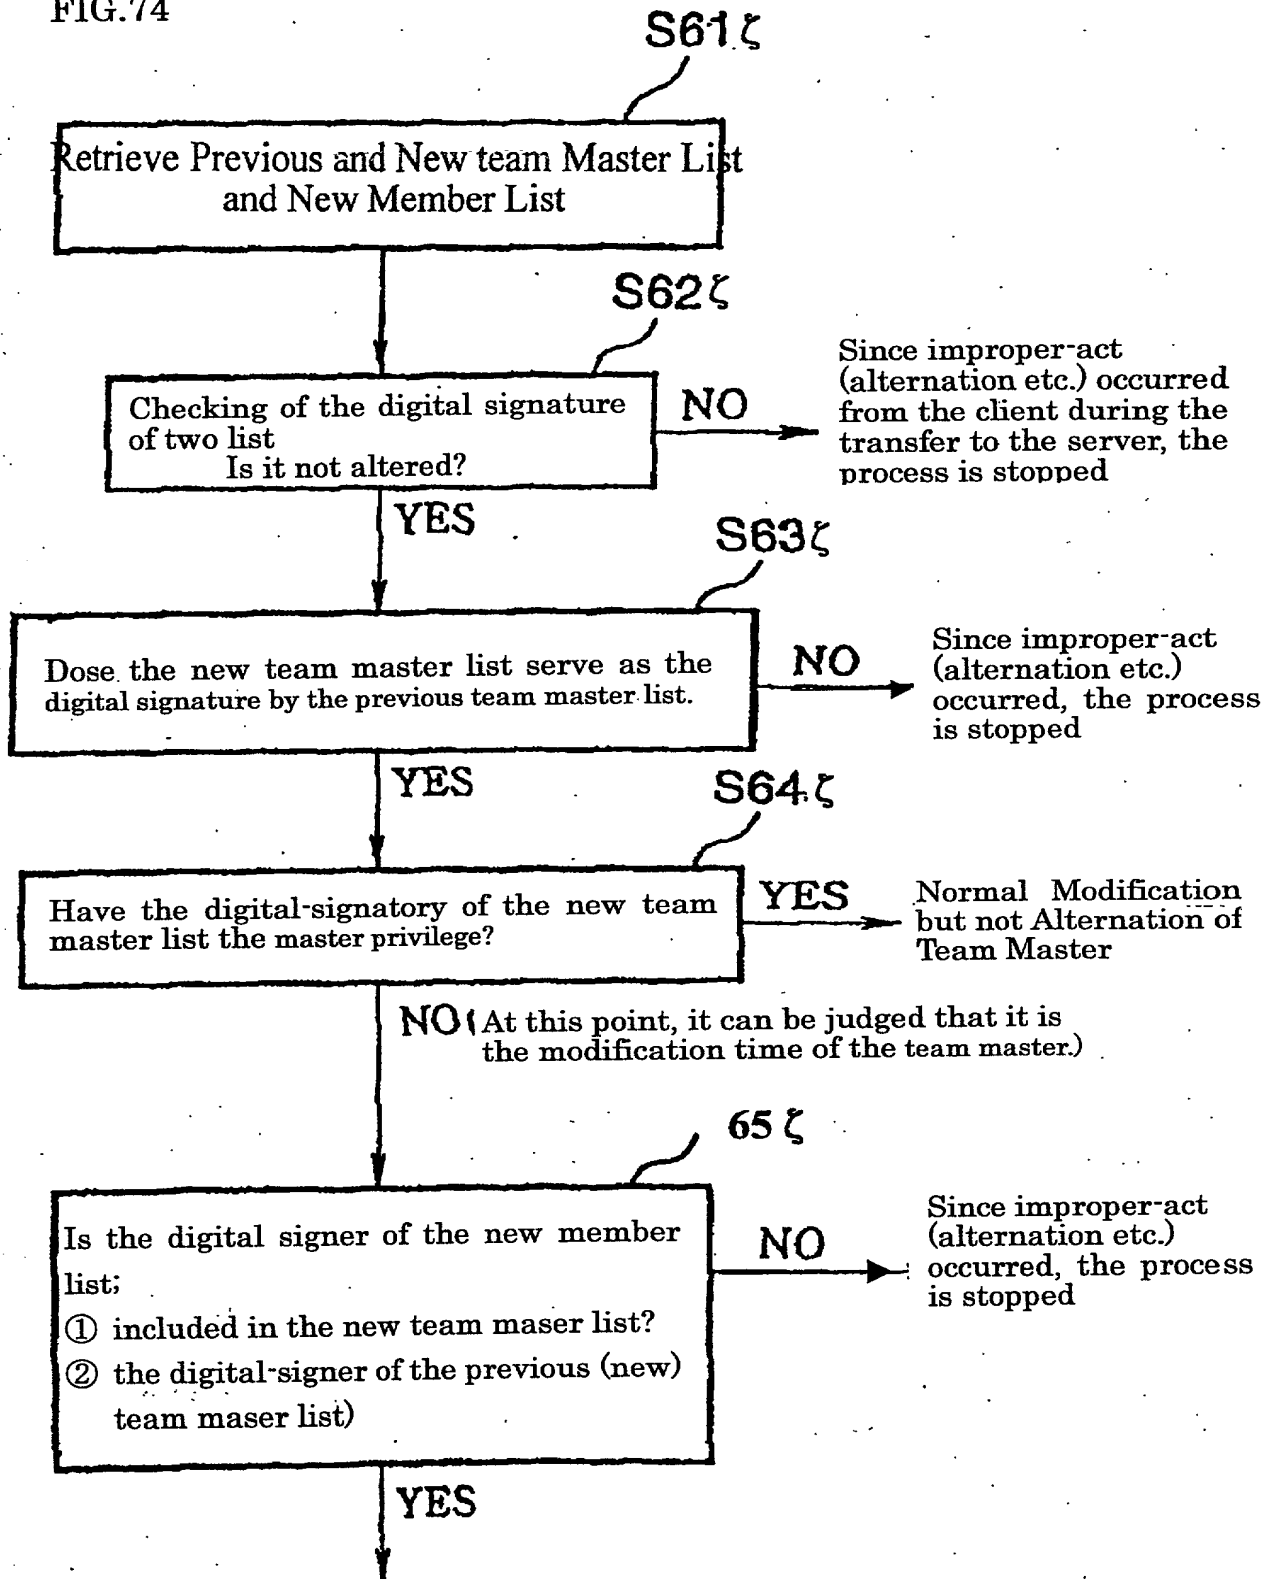 FIG.74
S61ζ
Retrieve Previous and New team Master List
and New Member List
S62ζ
Checking of the digital signature
of two list
Is it not altered?
NO
Since improper-act
(alternation etc.) occurred
from the client during the
transfer to the server, the
process is stopped
YES
S63ζ
Dose the new team master list serve as the
digital signature by the previous team master list.
NO
Since improper-act
(alternation etc.)
occurred, the process
is stopped
YES
S64ζ
Have the digital-signatory of the new team
master list the master privilege?
YES
Normal Modification
but not Alternation of
Team Master
NO (At this point, it can be judged that it is
the modification time of the team master.)
65ζ
Is the digital signer of the new member
list;
① included in the new team maser list?
② the digital-signer of the previous (new)
team maser list)
NO
Since improper-act
(alternation etc.)
occurred, the process
is stopped
YES